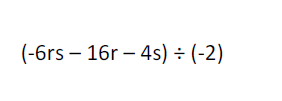 (-6rs – 16r – 4s) ÷ (-2)